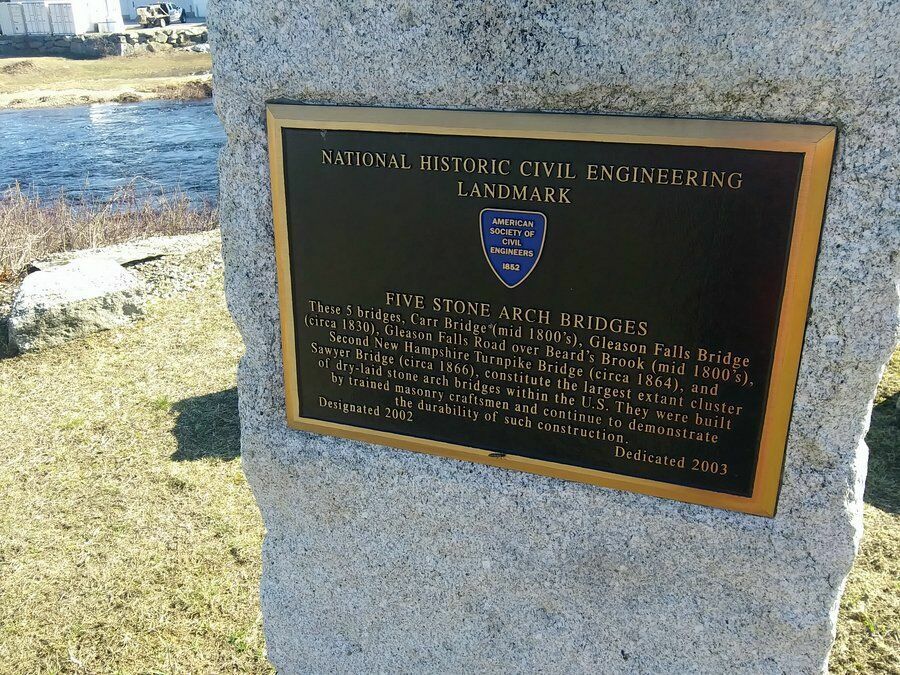 NATIONAL HISTORIC CIVIL ENGINEERING
LANDMARK
AMERICAN
SOCIETY OF
CIVIL
ENGINEERS
1852
FIVE STONE ARCH BRIDGES
These 5 bridges, Carr Bridge (mid 1800's), Gleason Falls Bridge
(circa 1830), Gleason Falls Road over Beard's Brook (mid 1800's),
Second New Hampshire Turnpike Bridge (circa 1864), and
Sawyer Bridge (circa 1866), constitute the largest extant cluster
of dry-laid stone arch bridges within the U.S. They were built
by trained masonry craftsmen and continue to demonstrate
the durability of such construction.
Designated 2002
Dedicated 2003